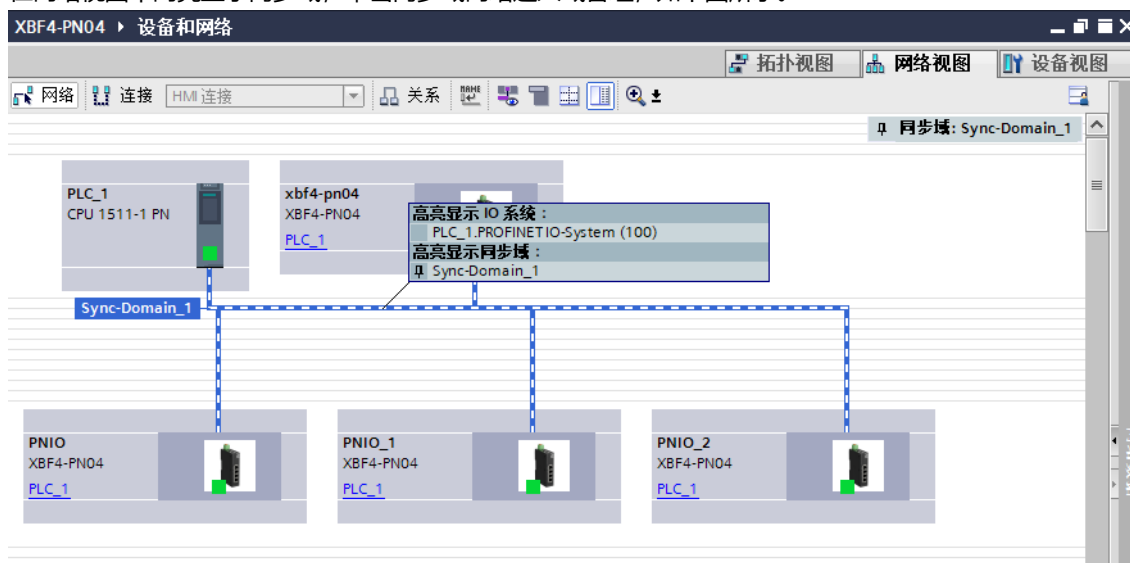 XBF4-PN04 ▸ 设备和网络
拓扑视图 网络视图 设备视图
网络 连接 HMI 连接 关系
同步域: Sync-Domain_1
PLC_1
CPU 1511-1 PN
xbf4-pn04
XBF4-PN04
PLC_1
高亮显示 IO 系统：
PLC_1.PROFINET IO-System (100)
高亮显示同步域：
Sync-Domain_1
Sync-Domain_1
PNIO
XBF4-PN04
PLC_1
PNIO_1
XBF4-PN04
PLC_1
PNIO_2
XBF4-PN04
PLC_1